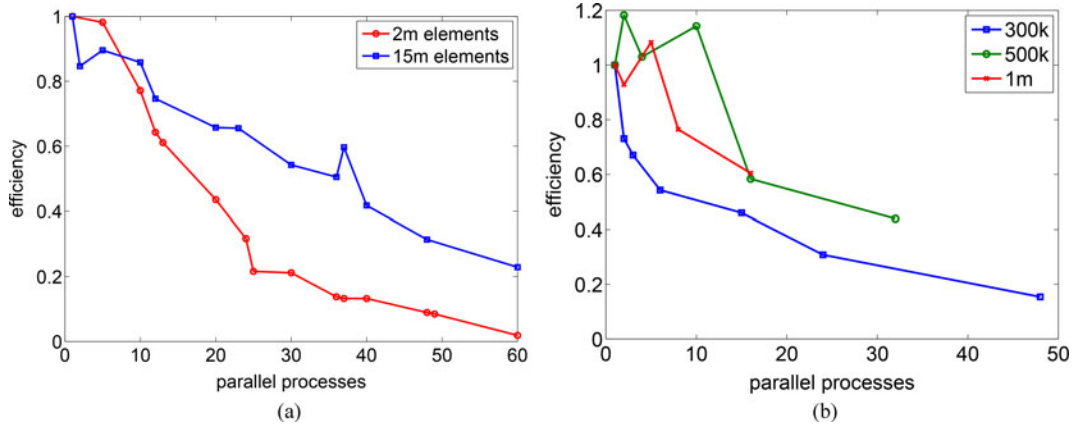 1
0.8
0.6
0.4
0.2
0
efficiency
0 10 20 30 40 50 60
parallel processes
2m elements
15m elements
(a)
1.2
1
0.8
0.6
0.4
0.2
0
efficiency
0 10 20 30 40 50
parallel processes
300k
500k
1m
(b)